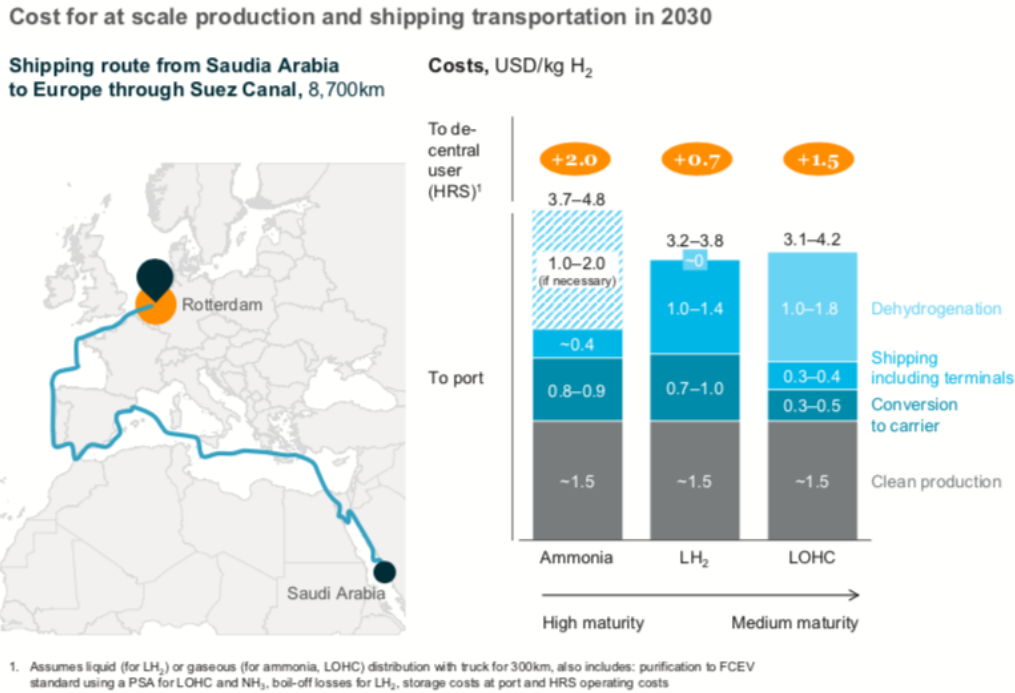 Cost for at scale production and shipping transportation in 2030
Shipping route from Saudia Arabia
to Europe through Suez Canal, 8,700km
Rotterdam
Saudi Arabia
Costs, USD/kg H₂
To de-
central
user
(HRS)¹
+2.0
+0.7
+1.5
To port
3.7–4.8
1.0–2.0
(if necessary)
~0.4
0.8–0.9
~1.5
3.2–3.8
~0
1.0–1.4
0.7–1.0
~1.5
3.1–4.2
1.0–1.8
0.3–0.4
0.3–0.5
~1.5
Dehydrogenation
Shipping
including terminals
Conversion
to carrier
Clean production
Ammonia
LH₂
LOHC
High maturity
Medium maturity
1. Assumes liquid (for LH₂) or gaseous (for ammonia, LOHC) distribution with truck for 300km, also includes: purification to FCEV
standard using a PSA for LOHC and NH₃, boil-off losses for LH₂, storage costs at port and HRS operating costs